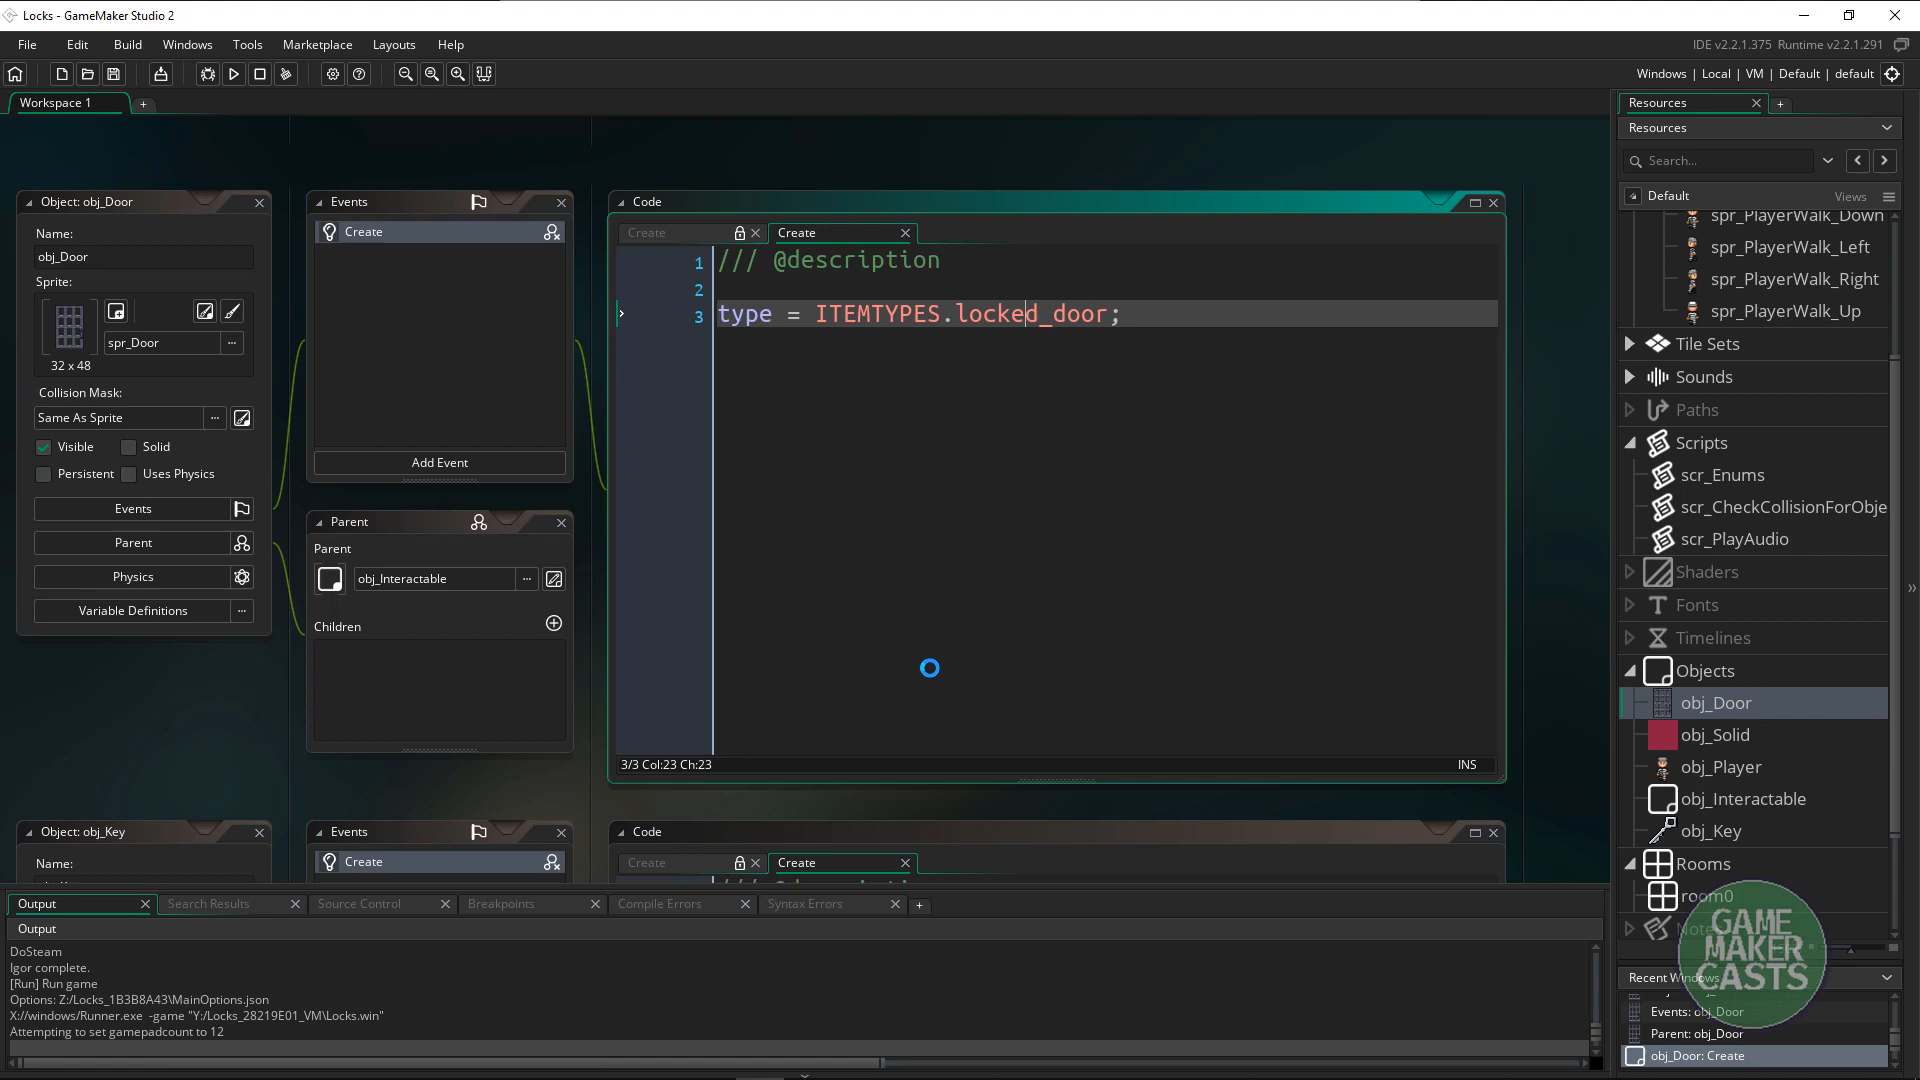 Locks - GameMaker Studio 2
File Edit Build Windows Tools Marketplace Layouts Help
IDE v2.2.1.375 Runtime v2.2.1.291
Windows | Local | VM | Default | default
Workspace 1
Resources
Resources
Search...
Default Views
spr_PlayerWalk_Down
spr_PlayerWalk_Left
spr_PlayerWalk_Right
spr_PlayerWalk_Up
Tile Sets
Sounds
Paths
Scripts
scr_Enums
scr_CheckCollisionForObje
scr_PlayAudio
Shaders
Fonts
Timelines
Objects
obj_Door
obj_Solid
obj_Player
obj_Interactable
obj_Key
Rooms
room0
GAME
MAKER
CASTS
Recent Windows
Events: obj_Door
Parent: obj_Door
obj_Door: Create
Object: obj_Door
Name:
obj_Door
Sprite:
spr_Door
32 x 48
Collision Mask:
Same As Sprite
Visible Solid
Persistent Uses Physics
Events
Parent
Physics
Variable Definitions
Events
Create
Add Event
Parent
Parent
obj_Interactable
Children
Code
Create Create
1 /// @description
2
3 type = ITEMTYPES.locked_door;
3/3 Col:23 Ch:23 INS
Object: obj_Key
Name:
Events
Create
Code
Create Create
Output Search Results Source Control Breakpoints Compile Errors Syntax Errors
Output
DoSteam
Igor complete.
[Run] Run game
Options: Z:/Locks_1B3B8A43\MainOptions.json
X://windows/Runner.exe -game "Y:/Locks_28219E01_VM\Locks.win"
Attempting to set gamepadcount to 12